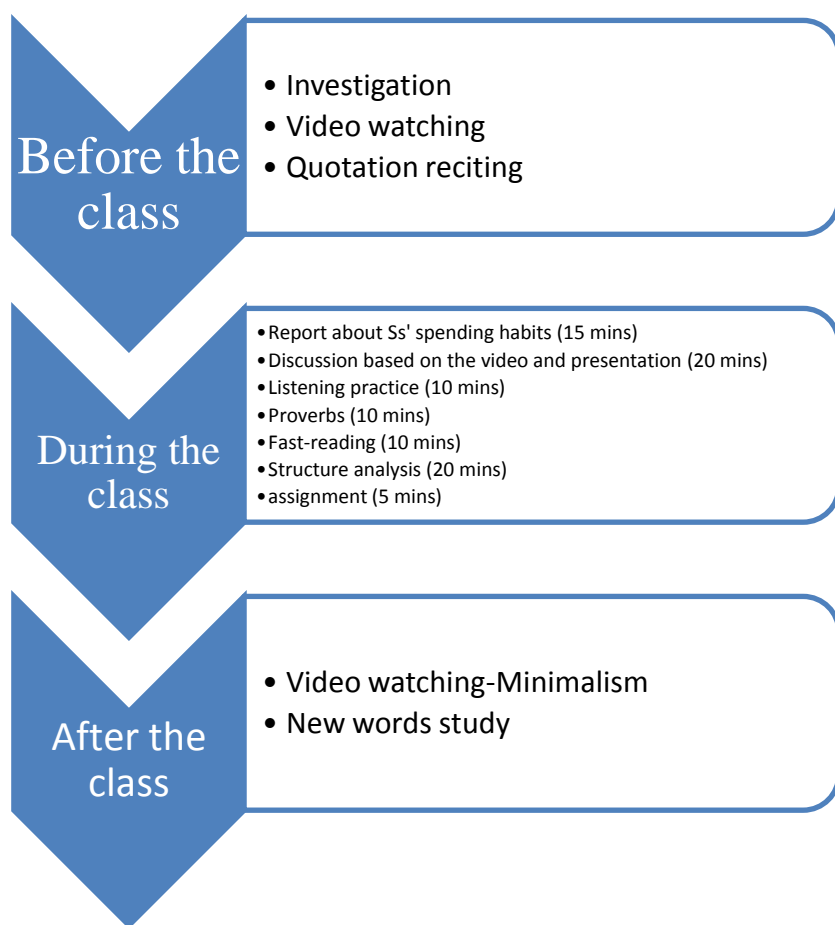 Before the
class
• Investigation
• Video watching
• Quotation reciting
During the
class
•Report about Ss' spending habits (15 mins)
•Discussion based on the video and presentation (20 mins)
•Listening practice (10 mins)
•Proverbs (10 mins)
•Fast-reading (10 mins)
•Structure analysis (20 mins)
•assignment (5 mins)
After the
class
• Video watching-Minimalism
• New words study